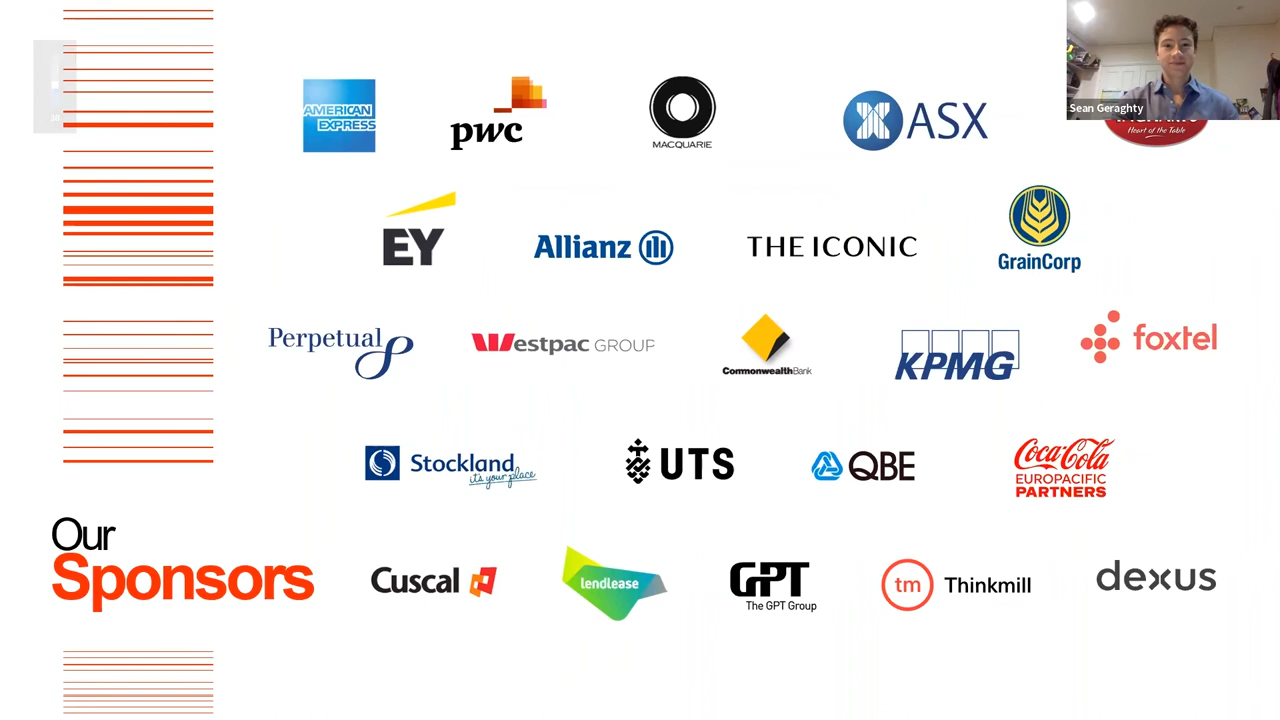 Sean Geraghty
AMERICAN
EXPRESS
pwc
MACQUARIE
ASX
Heart of the Table
EY
Allianz
THE ICONIC
GrainCorp
Perpetual
Westpac GROUP
CommonwealthBank
KPMG
foxtel
Stockland
it's your place
UTS
QBE
Coca-Cola
EUROPACIFIC
PARTNERS
Our
Sponsors
Cuscal
lendlease
GPT
The GPT Group
tm Thinkmill
dexus